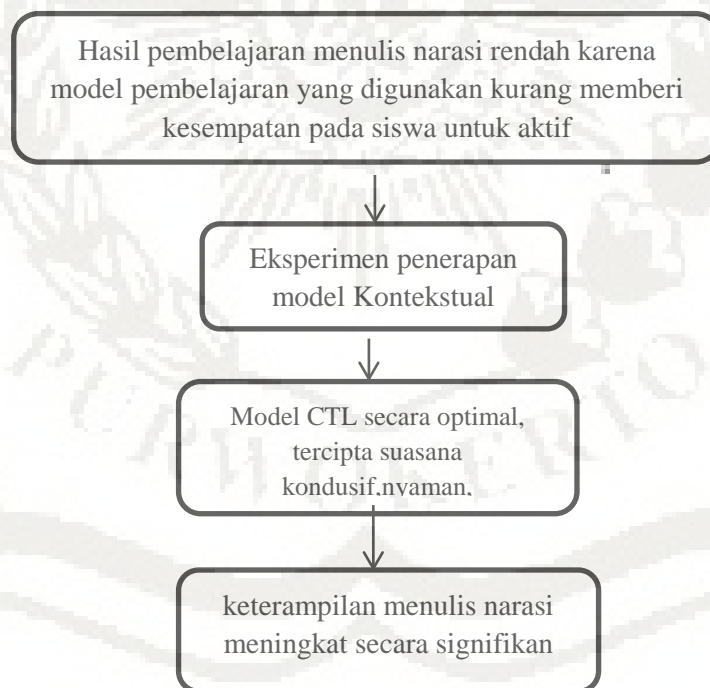 Hasil pembelajaran menulis narasi rendah karena
model pembelajaran yang digunakan kurang memberi
kesempatan pada siswa untuk aktif
Eksperimen penerapan
model Kontekstual
Model CTL secara optimal,
tercipta suasana
kondusif,nyaman,
keterampilan menulis narasi
meningkat secara signifikan
PURWOKERTO